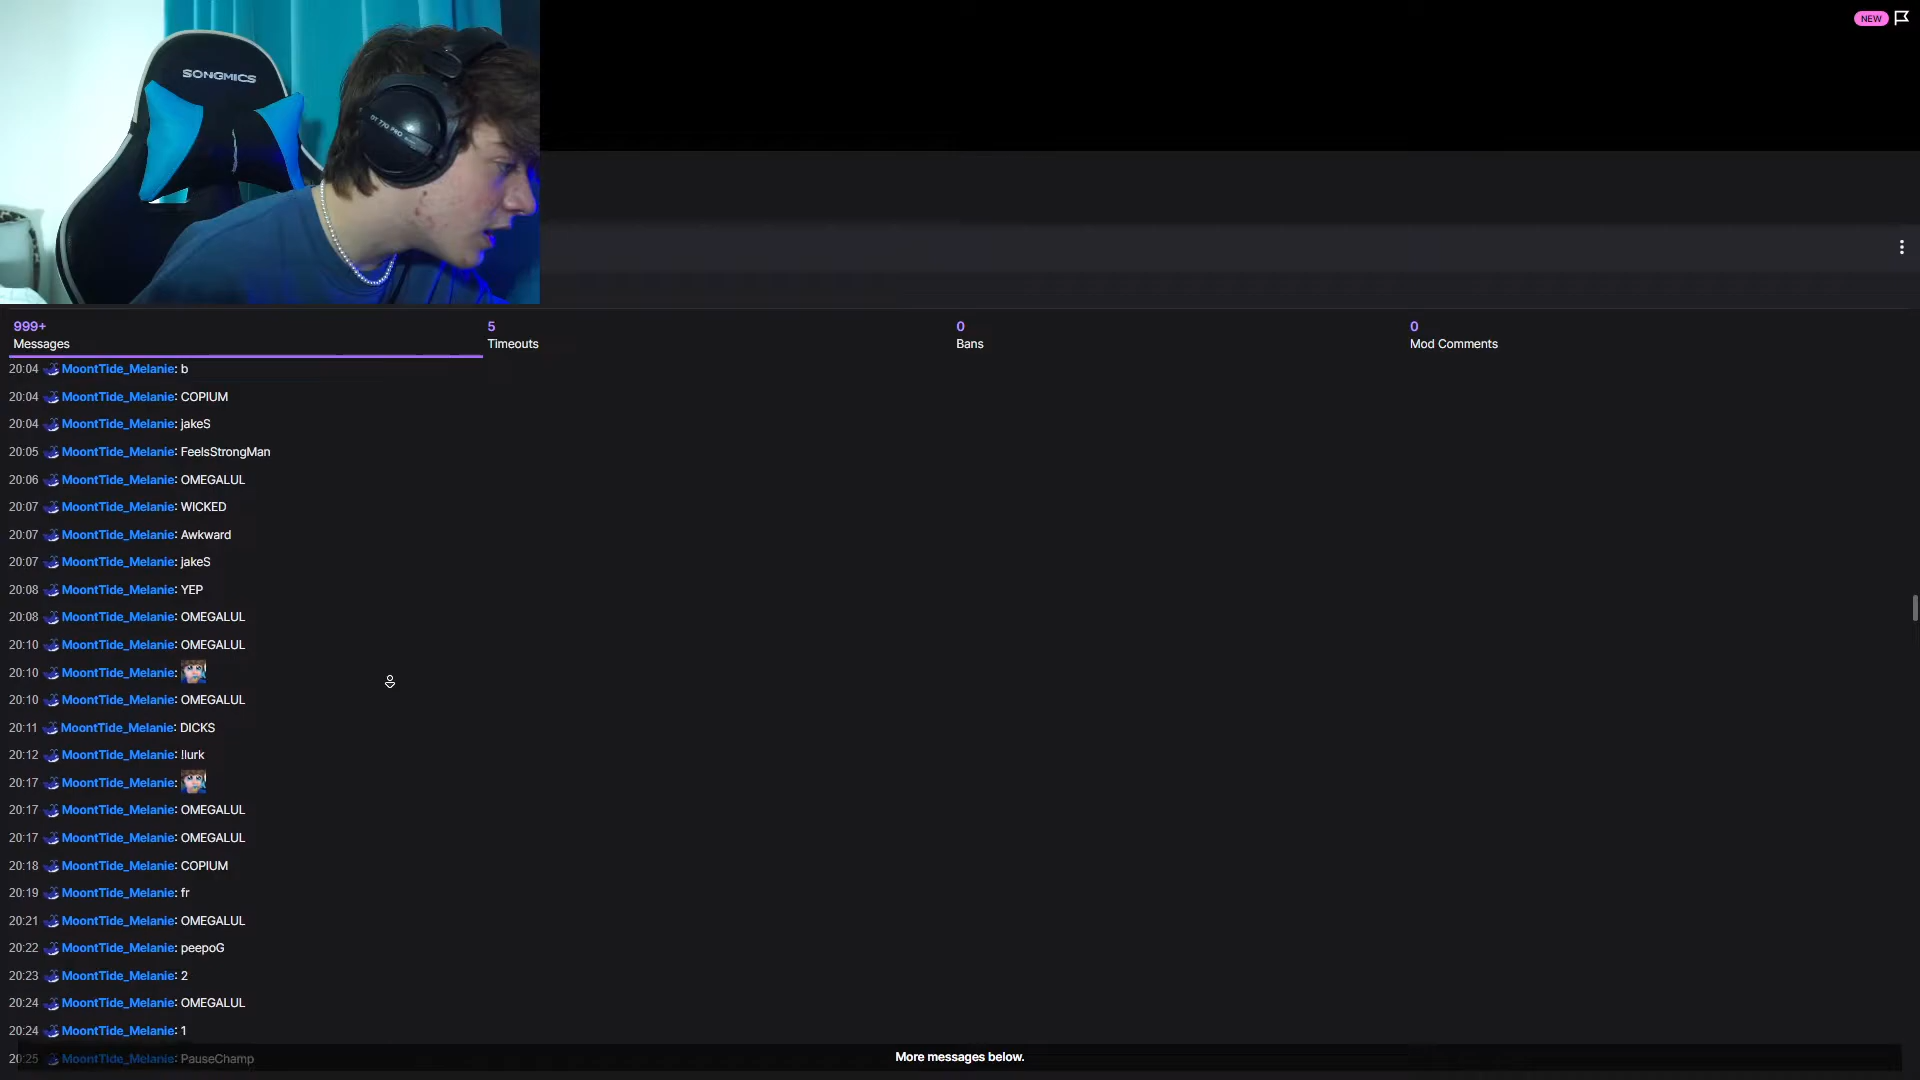 NEW
SONGMICS
DT 770 PRO
999+
Messages
5
Timeouts
0
Bans
0
Mod Comments
20:04 MoontTide_Melanie: b
20:04 MoontTide_Melanie: COPIUM
20:04 MoontTide_Melanie: jakeS
20:05 MoontTide_Melanie: FeelsStrongMan
20:06 MoontTide_Melanie: OMEGALUL
20:07 MoontTide_Melanie: WICKED
20:07 MoontTide_Melanie: Awkward
20:07 MoontTide_Melanie: jakeS
20:08 MoontTide_Melanie: YEP
20:08 MoontTide_Melanie: OMEGALUL
20:10 MoontTide_Melanie: OMEGALUL
20:10 MoontTide_Melanie:
20:10 MoontTide_Melanie: OMEGALUL
20:11 MoontTide_Melanie: DICKS
20:12 MoontTide_Melanie: !lurk
20:17 MoontTide_Melanie:
20:17 MoontTide_Melanie: OMEGALUL
20:17 MoontTide_Melanie: OMEGALUL
20:18 MoontTide_Melanie: COPIUM
20:19 MoontTide_Melanie: fr
20:21 MoontTide_Melanie: OMEGALUL
20:22 MoontTide_Melanie: peepoG
20:23 MoontTide_Melanie: 2
20:24 MoontTide_Melanie: OMEGALUL
20:24 MoontTide_Melanie: 1
20:25 MoontTide_Melanie: PauseChamp
More messages below.